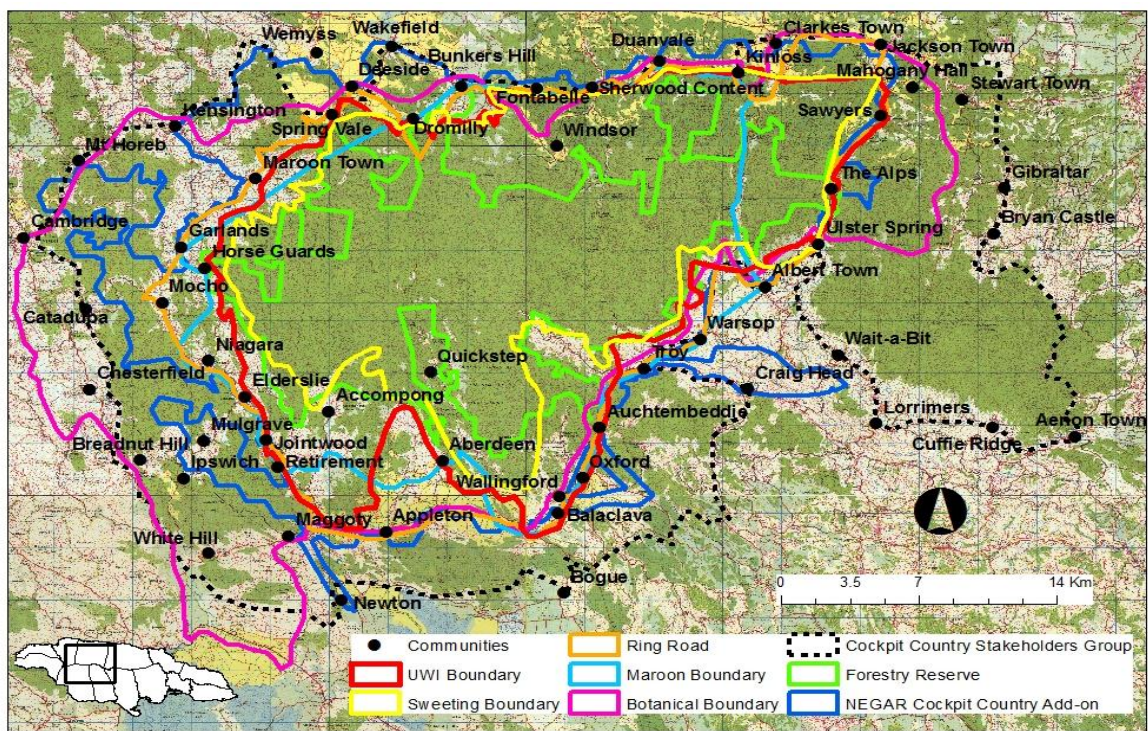 Clarkes Town
Wakefield
Wemyss
Duanvale
Jackson Town
Bunkers Hill
Kinloss
Deeside
Mahogany Hall
Stewart Town
Fontabelle
Sherwood Content
Kensington
Sawyers
Spring Vale
Dromilly
Windsor
Mt Horeb
Maroon Town
The Alps
Gibraltar
Cambridge
Bryan Castle
Garlands
Ulster Spring
Horse Guards
Albert Town
Mocho
Catadupa
Warsop
Niagara
Quickstep
Troy
Wait-a-Bit
Chesterfield
Elderslie
Craig Head
Accompong
Auchtembeddie
Lorrimers
Mulgrave
Aenon Town
Breadnut Hill
Jointwood
Aberdeen
Cuffie Ridge
Ipswich
Retirement
Oxford
Wallingford
Maggoty
Appleton
Balaclava
White Hill
Bogue
0 3.5 7 14 Km
Newton
Communities
Ring Road
Cockpit Country Stakeholders Group
UWI Boundary
Maroon Boundary
Forestry Reserve
Sweeting Boundary
Botanical Boundary
NEGAR Cockpit Country Add-on